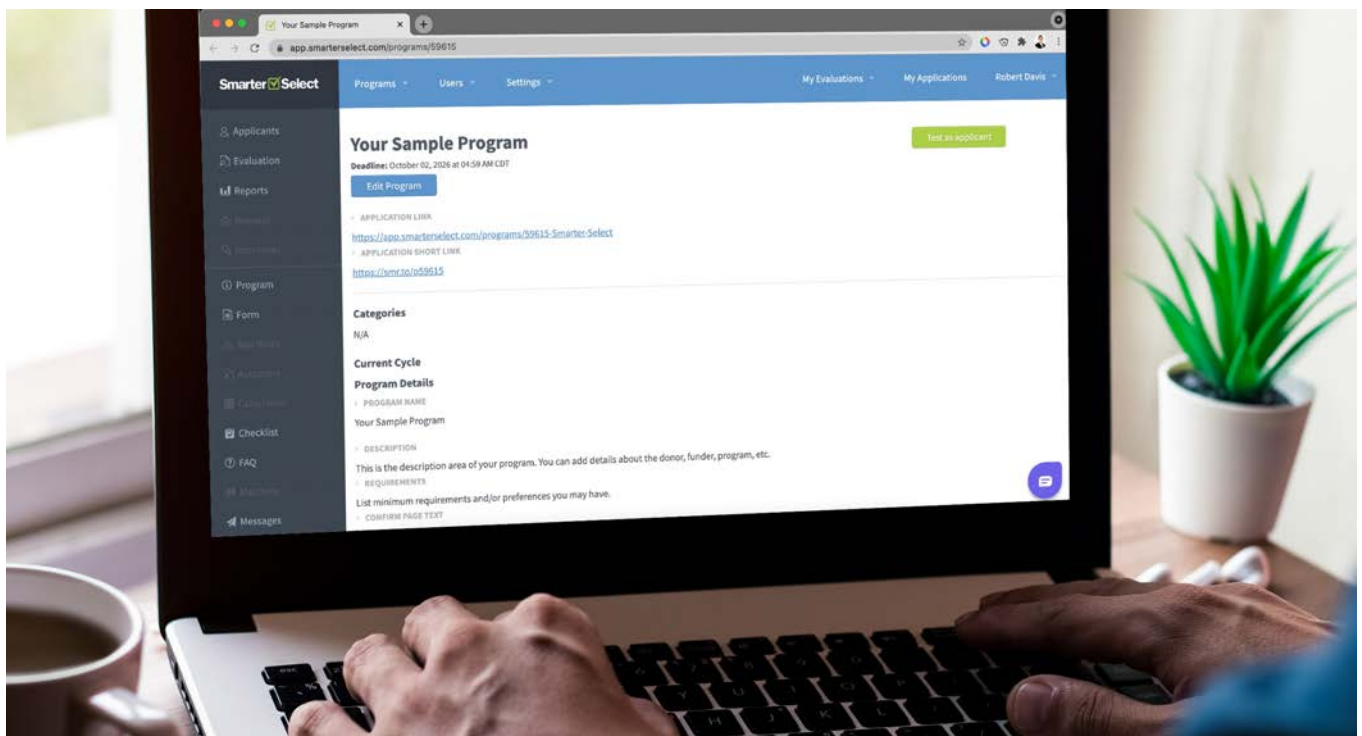 Your Sample Program
app.smarterselect.com/programs/59615
SmarterSelect
Programs Users Settings My Evaluations My Applications Robert Davis
Applicants
Evaluation
Reports
Program
Form
Checklist
FAQ
Messages
Your Sample Program
Test as applicant
Deadline: October 02, 2026 at 04:59 AM CDT
Edit Program
APPLICATION LINK
https://app.smarterselect.com/programs/59615-Smarter-Select
APPLICATION SHORT LINK
https://smr.to/p59615
Categories
N/A
Current Cycle
Program Details
PROGRAM NAME
Your Sample Program
DESCRIPTION
This is the description area of your program. You can add details about the donor, funder, program, etc.
REQUIREMENTS
List minimum requirements and/or preferences you may have.
CONFIRM PAGE TEXT